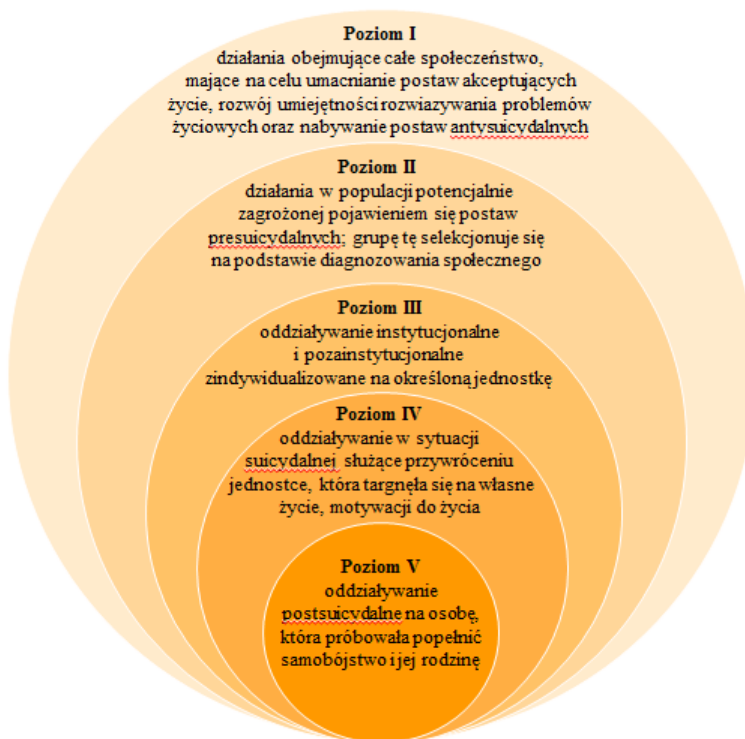 Poziom I
działania obejmujące całe społeczeństwo,
mające na celu umacnianie postaw akceptujących
życie, rozwój umiejętności rozwiazywania problemów
życiowych oraz nabywanie postaw antysuicydalnych
Poziom II
działania w populacji potencjalnie
zagrożonej pojawieniem się postaw
presuicydalnych; grupę tę selekcjonuje się
na podstawie diagnozowania społecznego
Poziom III
oddziaływanie instytucjonalne
i pozainstytucjonalne
zindywidualizowane na określoną jednostkę
Poziom IV
oddziaływanie w sytuacji
suicydalnej służące przywróceniu
jednostce, która targnęła się na własne
życie, motywacji do życia
Poziom V
oddziaływanie
postsuicydalne na osobę,
która próbowała popełnić
samobójstwo i jej rodzinę